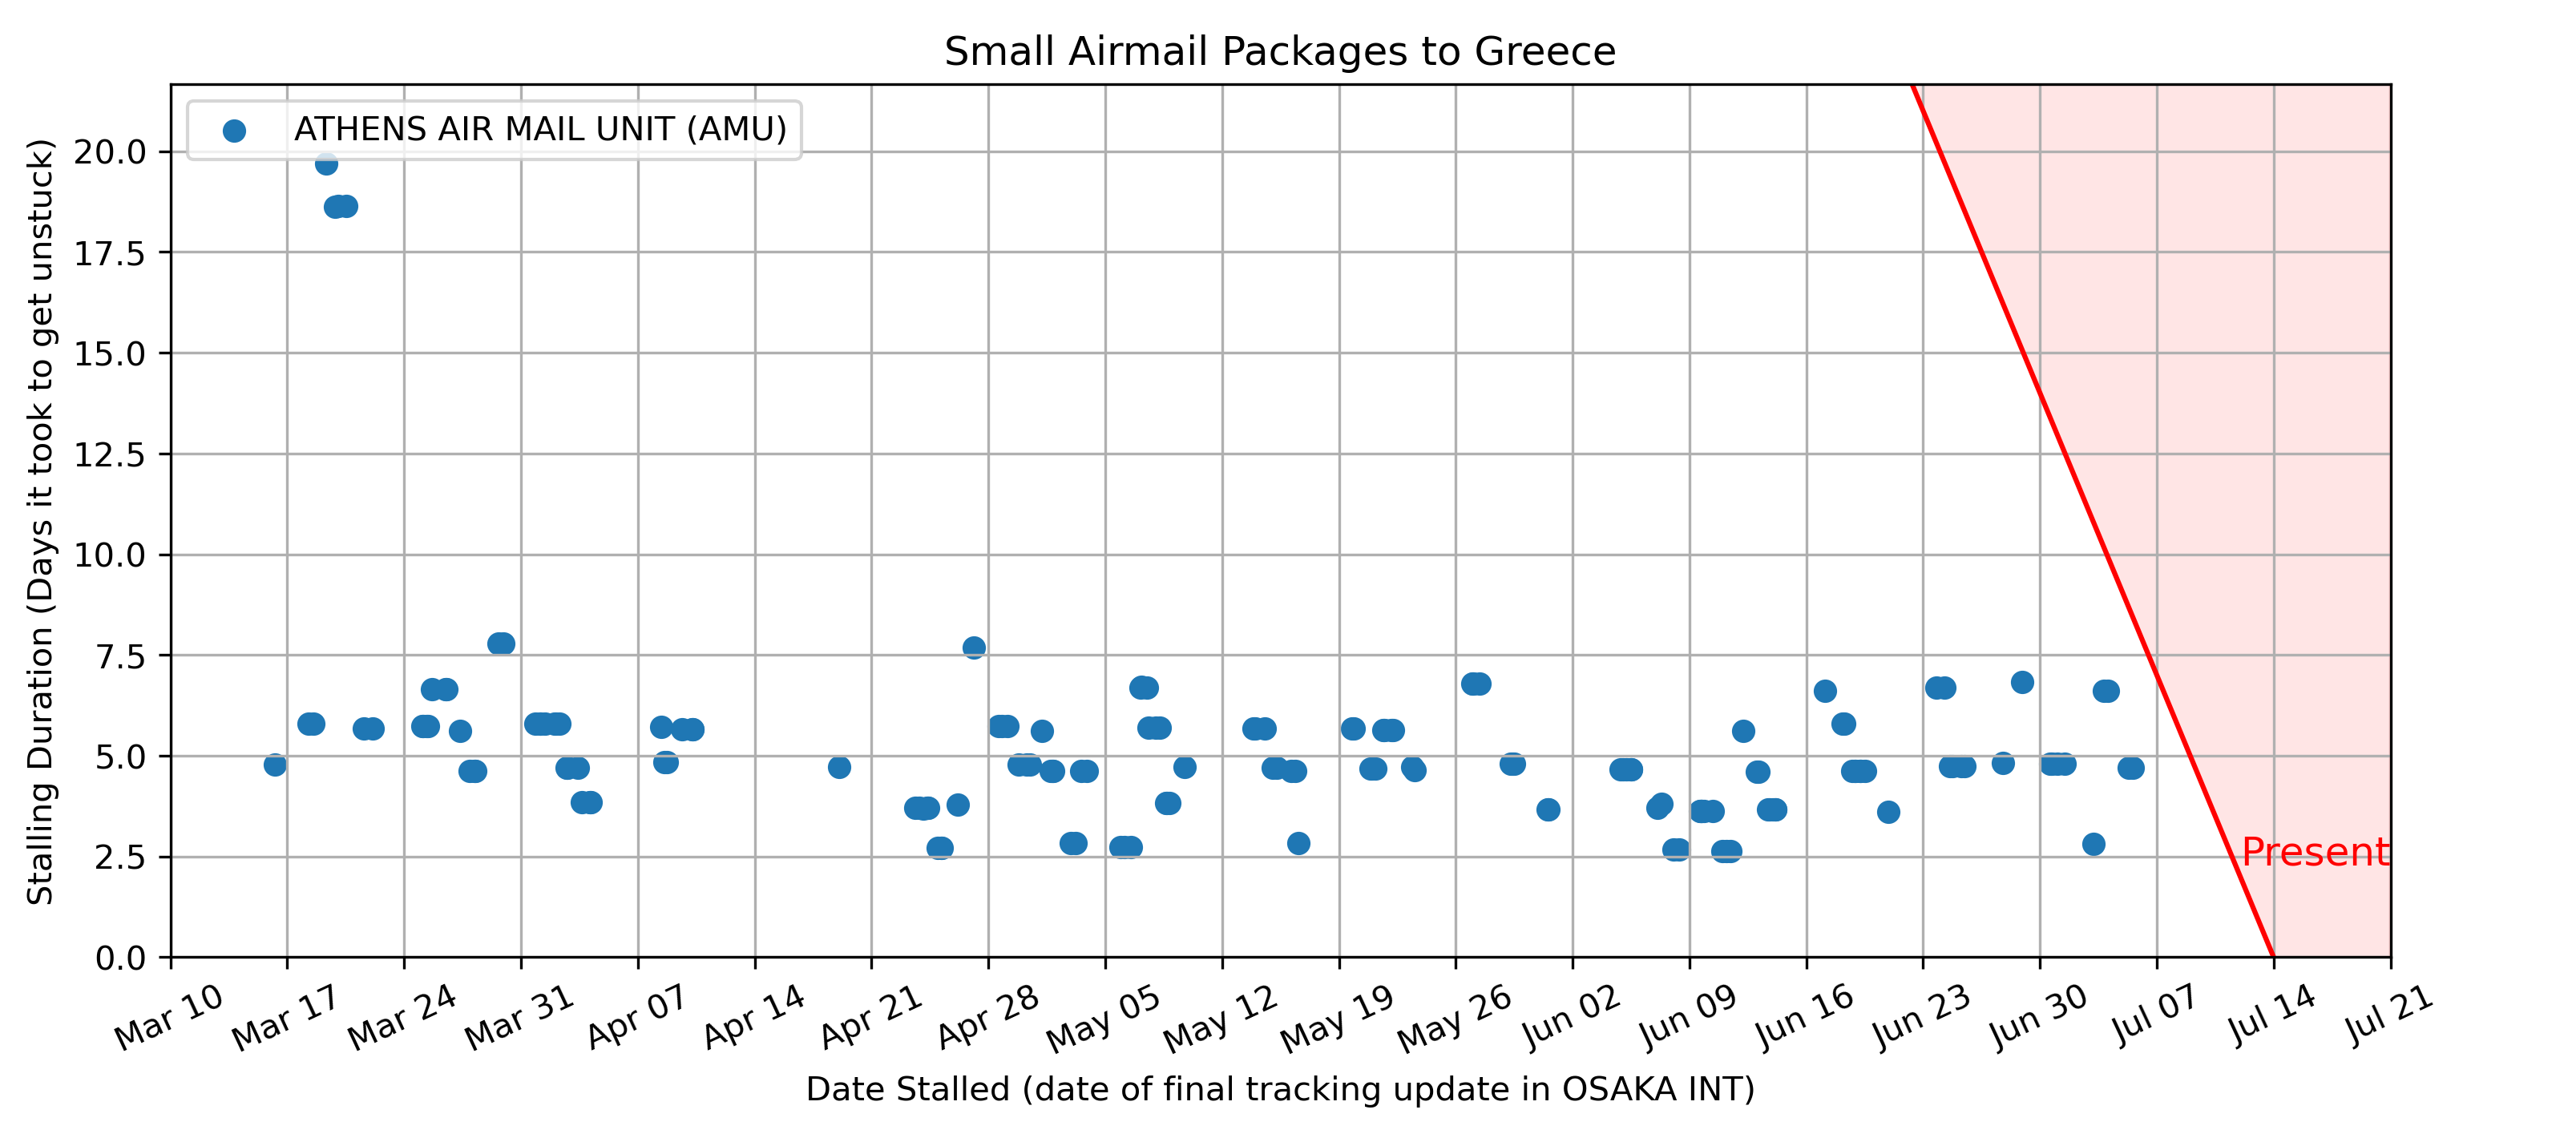 Small Airmail Packages to Greece
ATHENS AIR MAIL UNIT (AMU)
Stalling Duration (Days it took to get unstuck)
20.0
17.5
15.0
12.5
10.0
7.5
5.0
2.5
0.0
Present
Mar 10
Mar 17
Mar 24
Mar 31
Apr 07
Apr 14
Apr 21
Apr 28
May 05
May 12
May 19
May 26
Jun 02
Jun 09
Jun 16
Jun 23
Jun 30
Jul 07
Jul 14
Jul 21
Date Stalled (date of final tracking update in OSAKA INT)